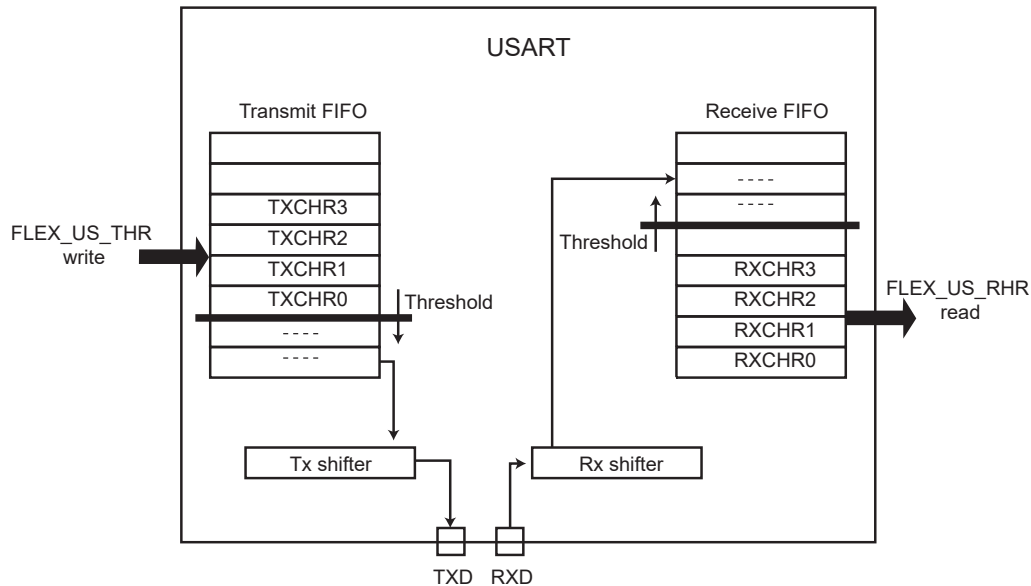 USART
Transmit FIFO
Receive FIFO
TXCHR3
TXCHR2
TXCHR1
TXCHR0
----
----
FLEX_US_THR
write
Threshold
----
----
Threshold
RXCHR3
RXCHR2
RXCHR1
RXCHR0
FLEX_US_RHR
read
Tx shifter
Rx shifter
TXD
RXD